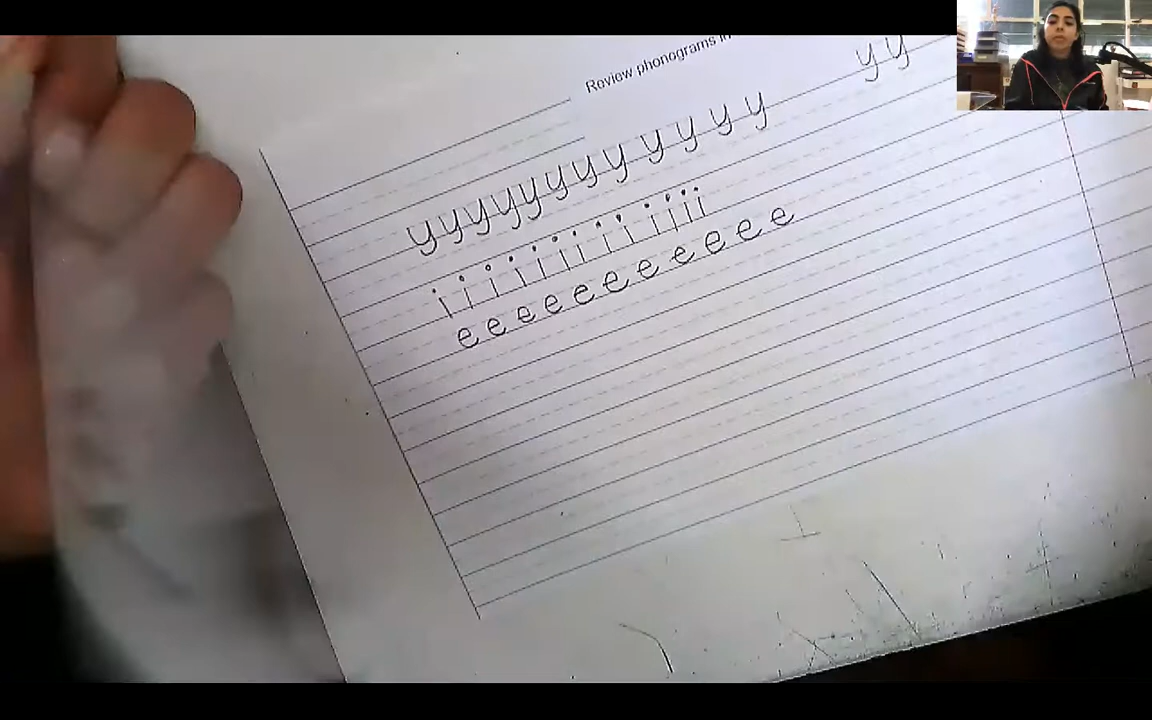 Review phonograms in
y y y y y y y y y y y y y y
i i i i i i i i i i i i i
e e e e e e e e e e e